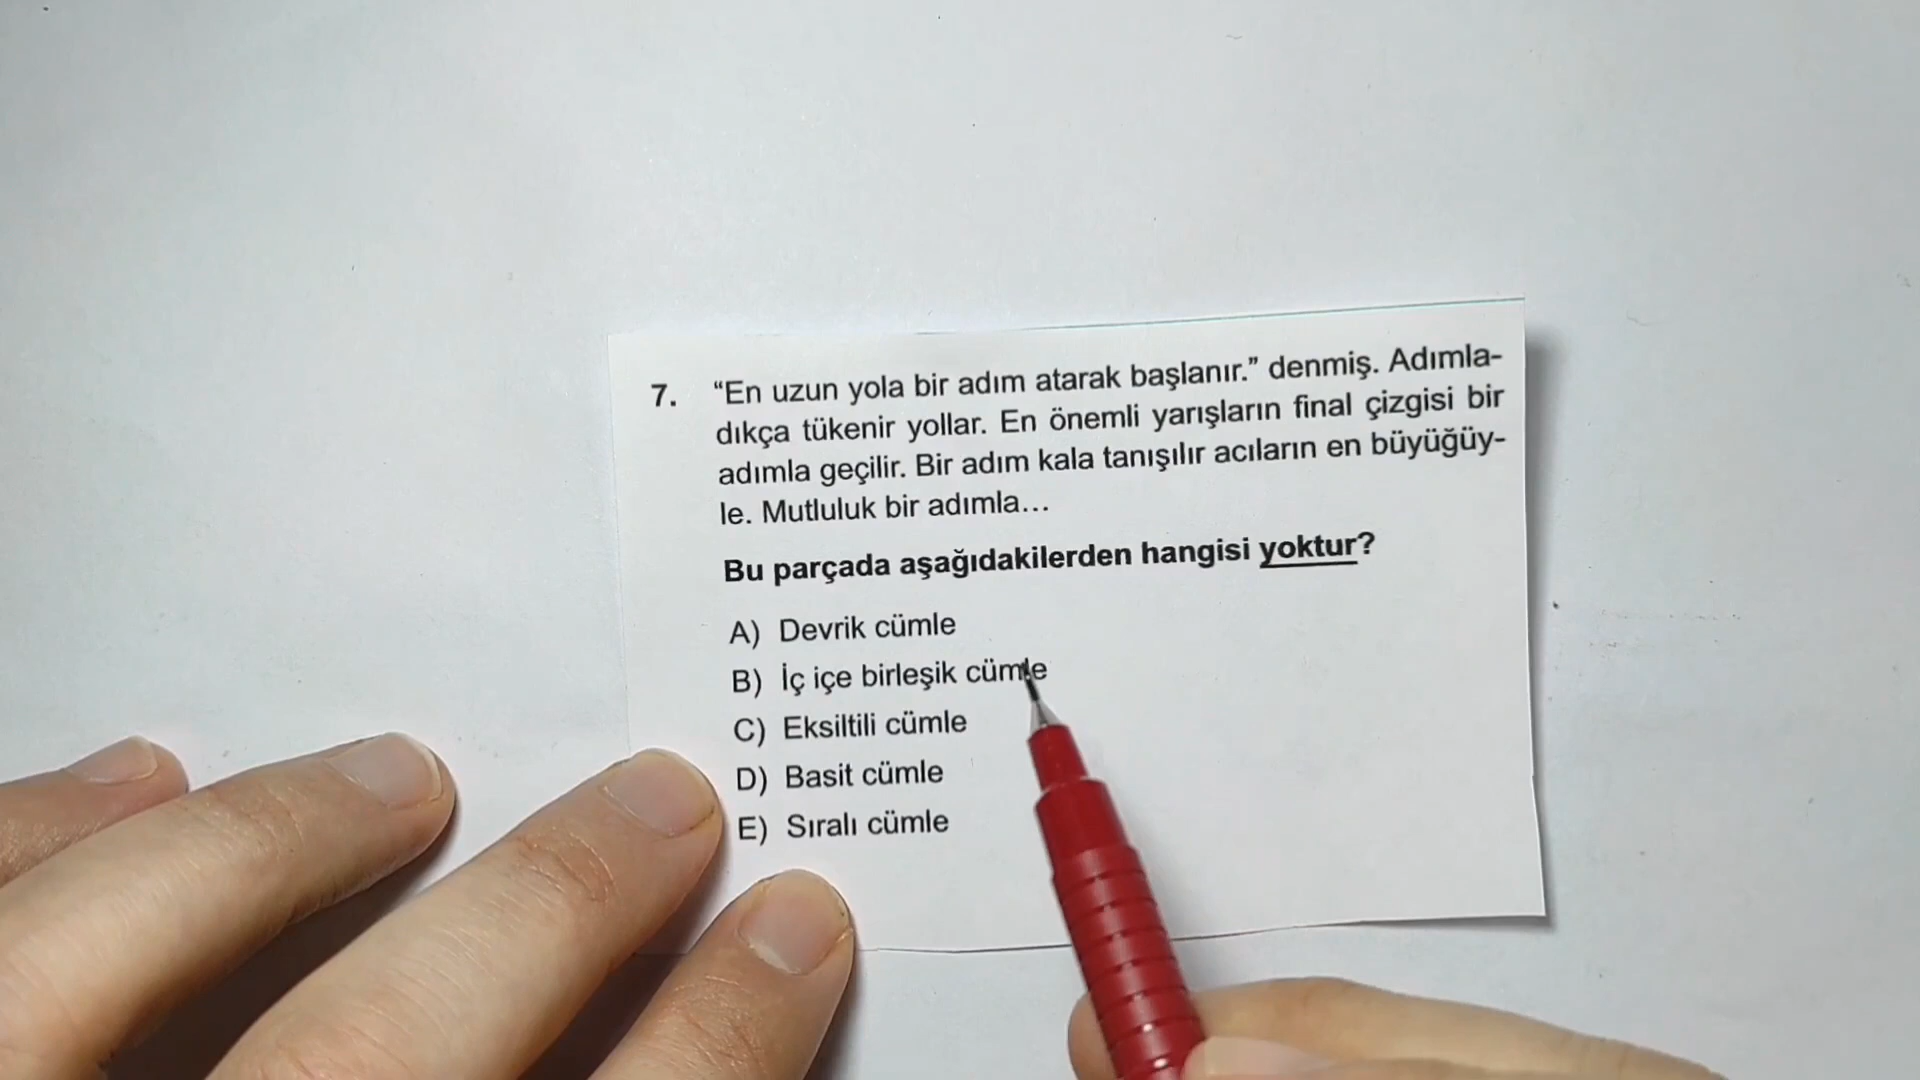 7. “En uzun yola bir adım atarak başlanır.” denmiş. Adımla-
dıkça tükenir yollar. En önemli yarışların final çizgisi bir
adımla geçilir. Bir adım kala tanışılır acıların en büyüğüy-
le. Mutluluk bir adımla...
Bu parçada aşağıdakilerden hangisi yoktur?
A) Devrik cümle
B) İç içe birleşik cümle
C) Eksiltili cümle
D) Basit cümle
E) Sıralı cümle